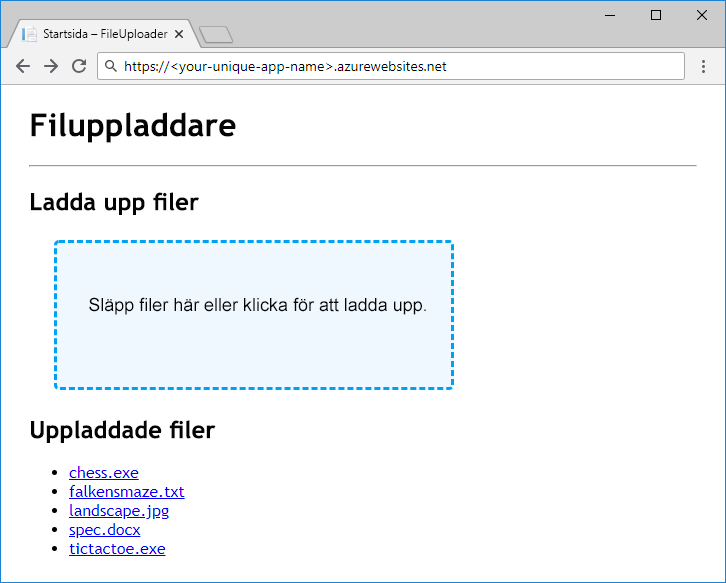 Startsida – FileUploader
https://<your-unique-app-name>.azurewebsites.net
Filuppladdare
Ladda upp filer
Släpp filer här eller klicka för att ladda upp.
Uppladdade filer
chess.exe
falkensmaze.txt
landscape.jpg
spec.docx
tictactoe.exe